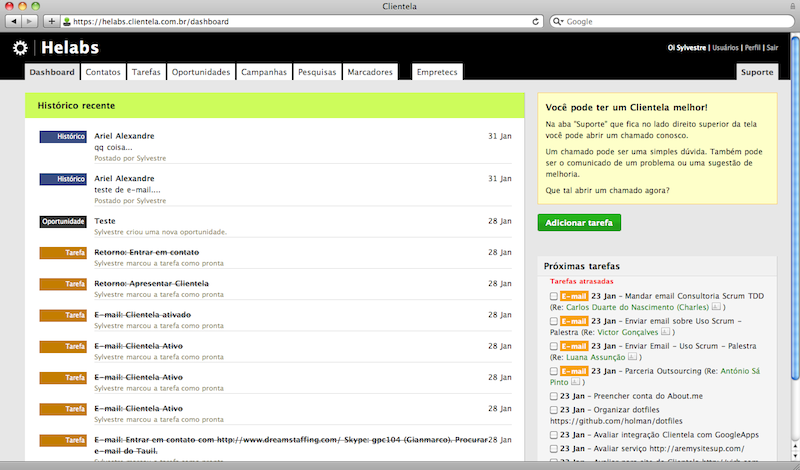 Clientela
https://helabs.clientela.com.br/dashboard
Google
Helabs
Oi Sylvestre | Usuários | Perfil | Sair
Dashboard Contatos Tarefas Oportunidades Campanhas Pesquisas Marcadores Empretecs Suporte
Histórico recente
Histórico Ariel Alexandre 31 Jan
qq coisa...
Postado por Sylvestre
Histórico Ariel Alexandre 31 Jan
teste de e-mail....
Postado por Sylvestre
Oportunidade Teste 28 Jan
Sylvestre criou uma nova oportunidade.
Tarefa Retorno: Entrar em contato 28 Jan
Sylvestre marcou a tarefa como pronta
Tarefa Retorno: Apresentar Clientela 28 Jan
Sylvestre marcou a tarefa como pronta
Tarefa E-mail: Clientela ativado 28 Jan
Sylvestre marcou a tarefa como pronta
Tarefa E-mail: Clientela Ativo 28 Jan
Sylvestre marcou a tarefa como pronta
Tarefa E-mail: Clientela Ativo 28 Jan
Sylvestre marcou a tarefa como pronta
Tarefa E-mail: Clientela Ativo 28 Jan
Sylvestre marcou a tarefa como pronta
Tarefa E-mail: Entrar em contato com http://www.dreamstaffing.com/ Skype: gpc104 (Gianmarco). Procurar 28 Jan
e-mail do Tauil.
Você pode ter um Clientela melhor!
Na aba "Suporte" que fica no lado direito superior da tela
você pode abrir um chamado conosco.
Um chamado pode ser uma simples dúvida. Também pode
ser o comunicado de um problema ou uma sugestão de
melhoria.
Que tal abrir um chamado agora?
Adicionar tarefa
Próximas tarefas
Tarefas atrasadas
E-mail 23 Jan - Mandar email Consultoria Scrum TDD
(Re: Carlos Duarte do Nascimento (Charles) )
E-mail 23 Jan - Enviar email sobre Uso Scrum -
Palestra (Re: Victor Gonçalves )
E-mail 23 Jan - Enviar Email - Uso Scrum - Palestra
(Re: Luana Assunção )
E-mail 23 Jan - Parceria Outsourcing (Re: António Sá
Pinto )
23 Jan - Preencher conta do About.me
23 Jan - Organizar dotfiles
https://github.com/holman/dotfiles
23 Jan - Avaliar integração Clientela com GoogleApps
23 Jan - Avaliar serviço http://aremysitesup.com/